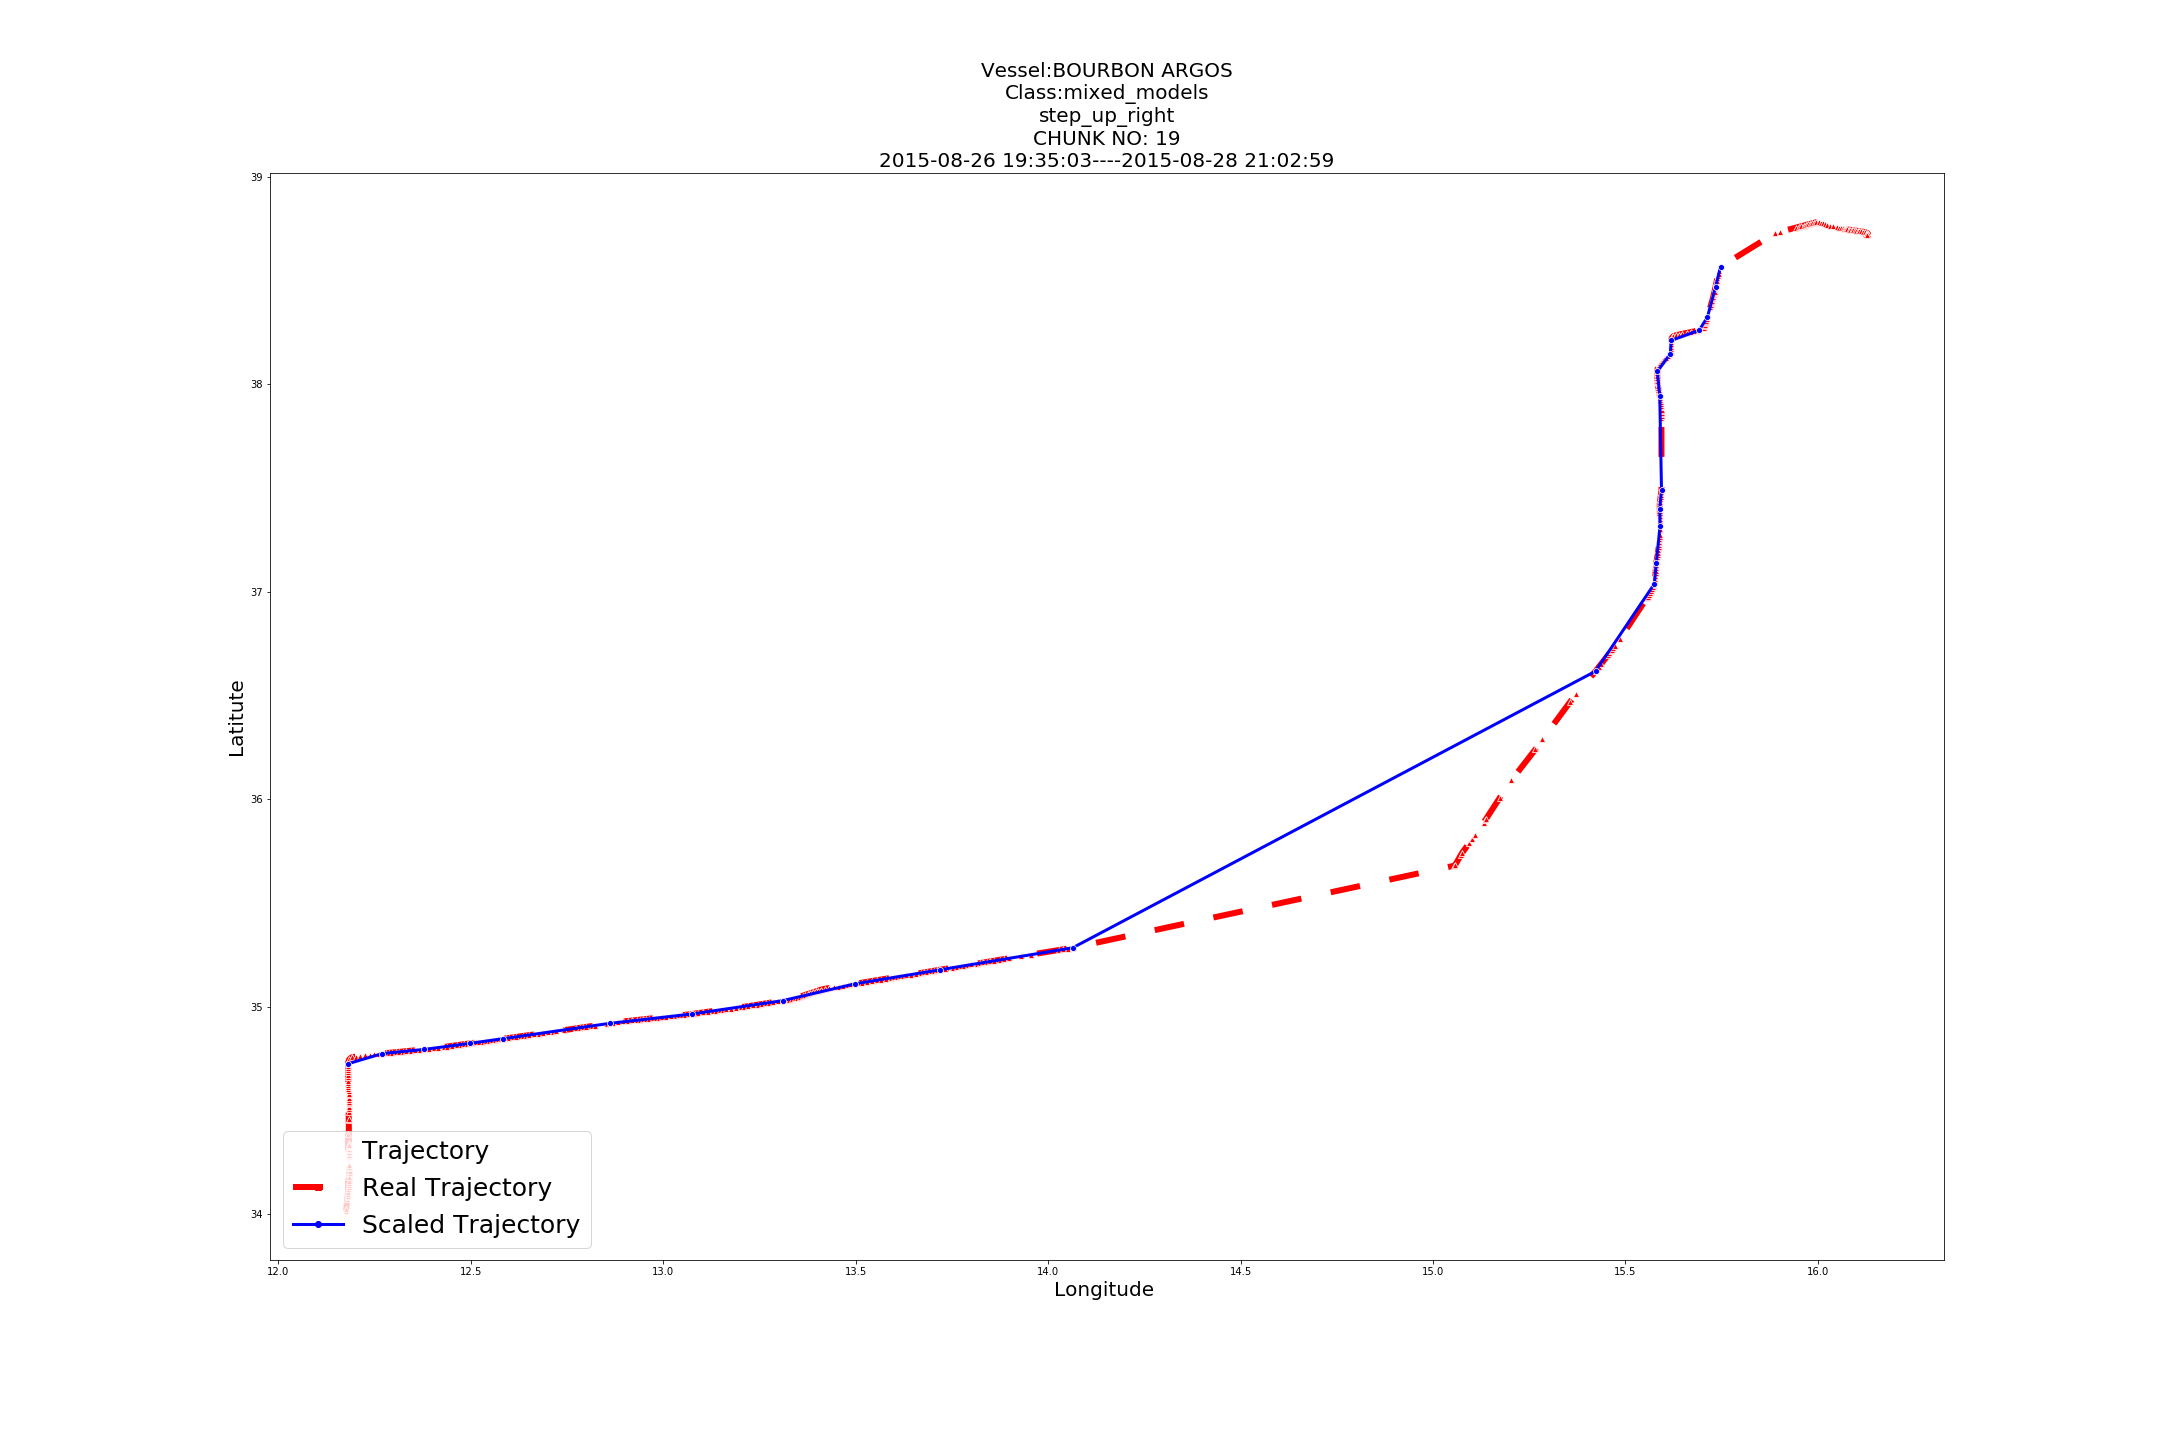 Vessel:BOURBON ARGOS
Class:mixed_models
step_up_right
CHUNK NO: 19
2015-08-26 19:35:03----2015-08-28 21:02:59
39
38
37
36
35
34
Latitute
Trajectory
Real Trajectory
Scaled Trajectory
12.0 12.5 13.0 13.5 14.0 14.5 15.0 15.5 16.0
Longitude